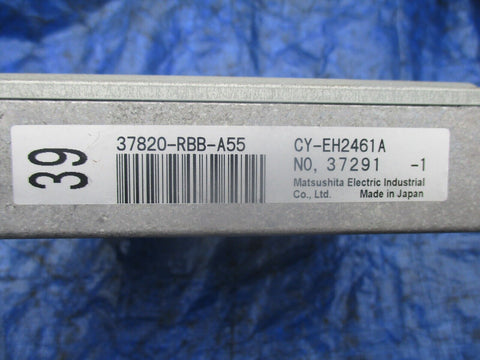 39
37820-RBB-A55
CY-EH2461A
NO, 37291 -1
Matsushita Electric Industrial
Co., Ltd. Made in Japan